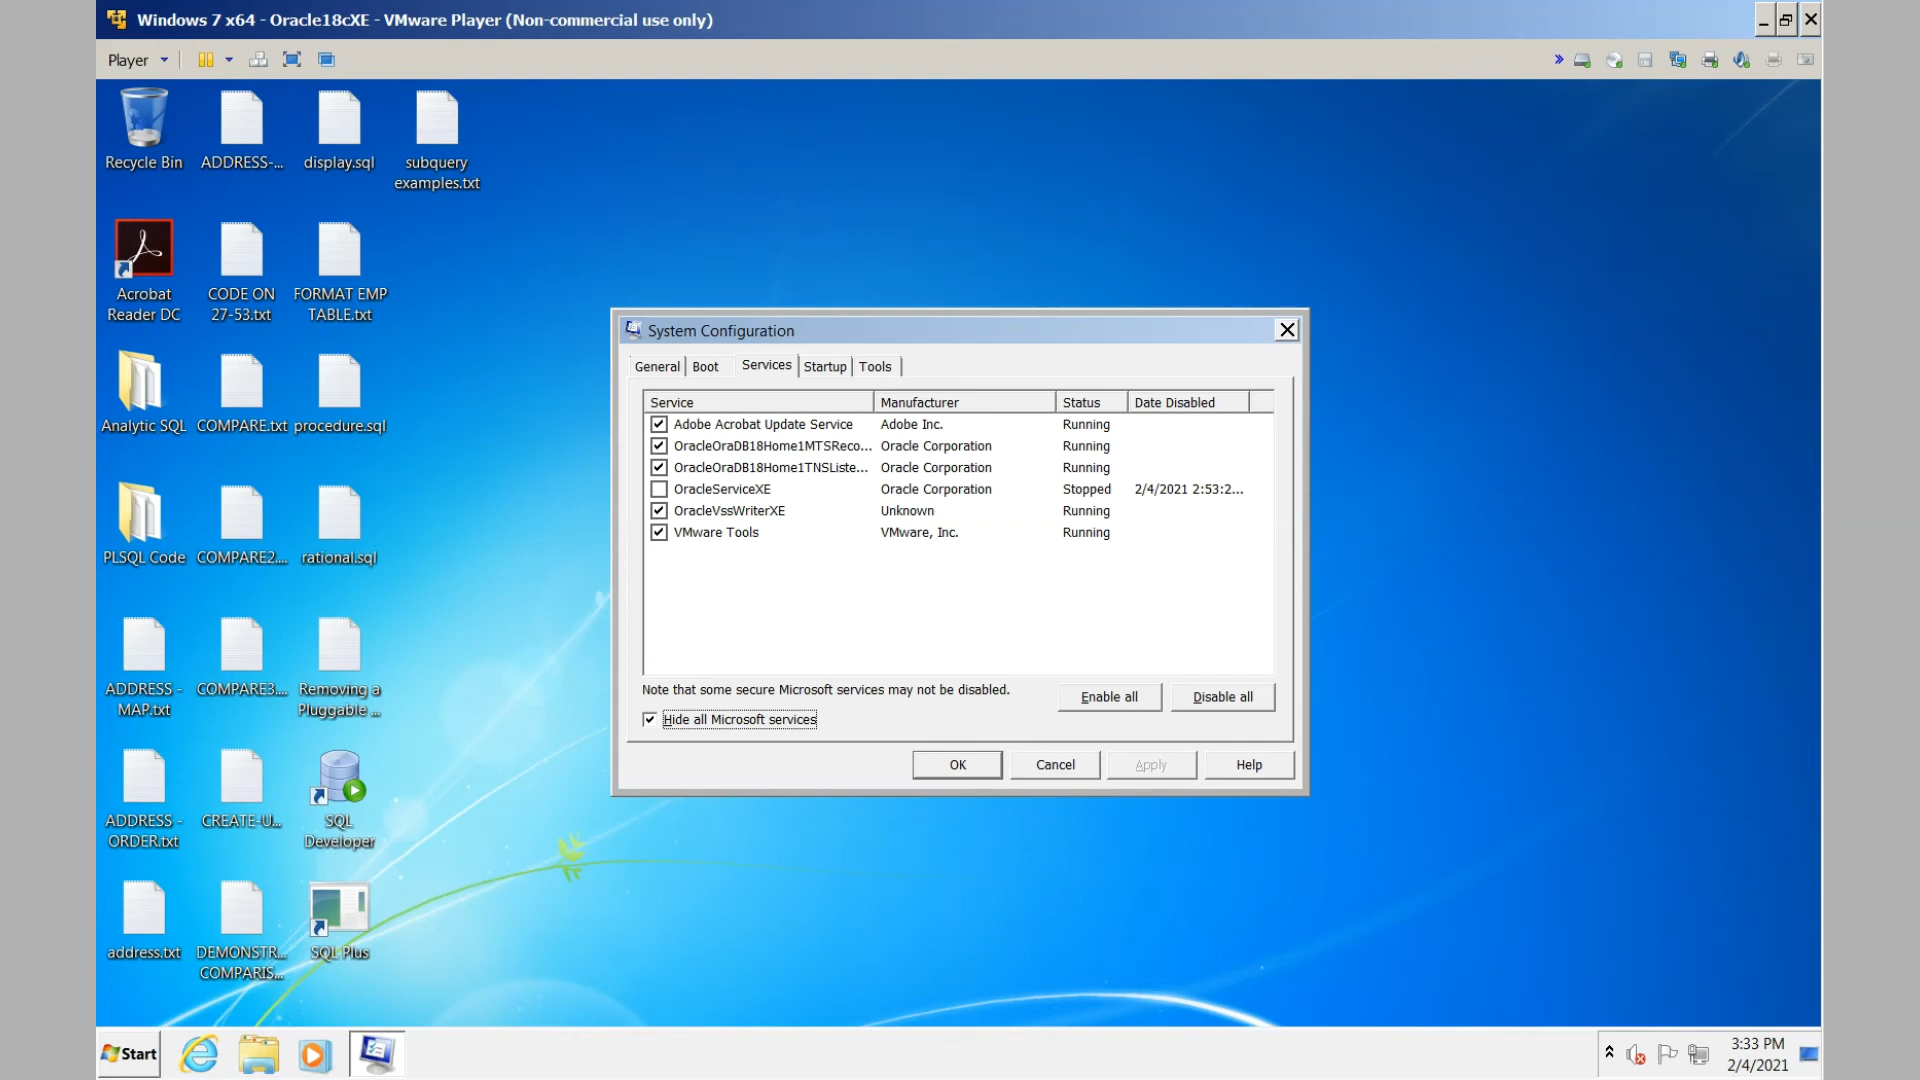 Windows 7 x64 - Oracle18cXE - VMware Player (Non-commercial use only)
Player
Recycle Bin
ADDRESS-...
display.sql
subquery
examples.txt
Acrobat
Reader DC
CODE ON
27-53.txt
FORMAT EMP
TABLE.txt
Analytic SQL
COMPARE.txt
procedure.sql
PLSQL Code
COMPARE2....
rational.sql
ADDRESS -
MAP.txt
COMPARE3....
Removing a
Pluggable ...
ADDRESS -
ORDER.txt
CREATE-U...
SQL
Developer
address.txt
DEMONSTR...
COMPARIS...
SQL Plus
System Configuration
General Boot Services Startup Tools
Service Manufacturer Status Date Disabled
Adobe Acrobat Update Service Adobe Inc. Running
OracleOraDB18Home1MTSReco... Oracle Corporation Running
OracleOraDB18Home1TNSListe... Oracle Corporation Running
OracleServiceXE Oracle Corporation Stopped 2/4/2021 2:53:2...
OracleVssWriterXE Unknown Running
VMware Tools VMware, Inc. Running
Note that some secure Microsoft services may not be disabled.
Enable all Disable all
Hide all Microsoft services
OK Cancel Apply Help
Start
3:33 PM
2/4/2021